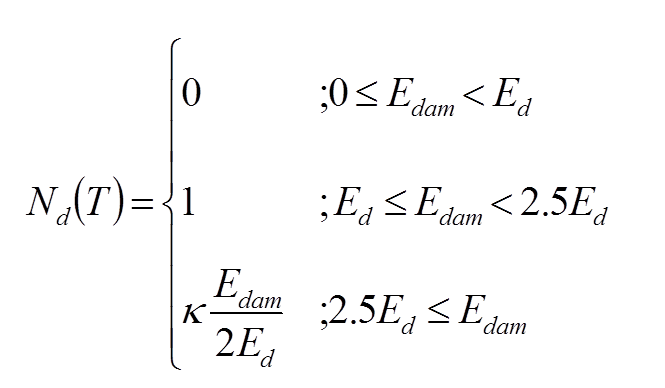 0 ;0 ≤ E_dam < E_d
N_d(T) = { 1 ;E_d ≤ E_dam < 2.5E_d
κ E_dam / 2E_d ;2.5E_d ≤ E_dam